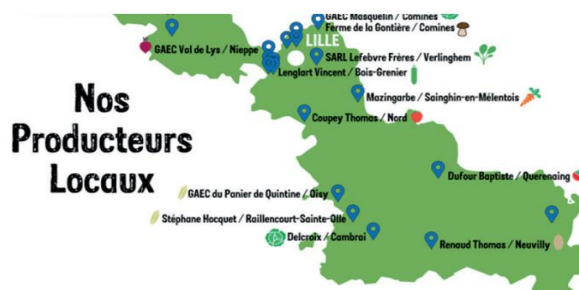 GAEC Masquelin / Comines
Ferme de la Gontière / Comines
LILLE
GAEC Val de Lys / Nieppe
SARL Lefebvre Frères / Verlinghem
Lenglart Vincent / Bois-Grenier
Mazingarbe / Sainghin-en-Mélentois
Coupey Thomas / Nord
Nos
Producteurs
Locaux
Dufour Baptiste / Querenaing
GAEC du Panier de Quintine / Oisy
Stéphane Hocquet / Raillencourt-Sainte-Olle
Delcroix / Cambrai
Renaud Thomas / Neuvilly